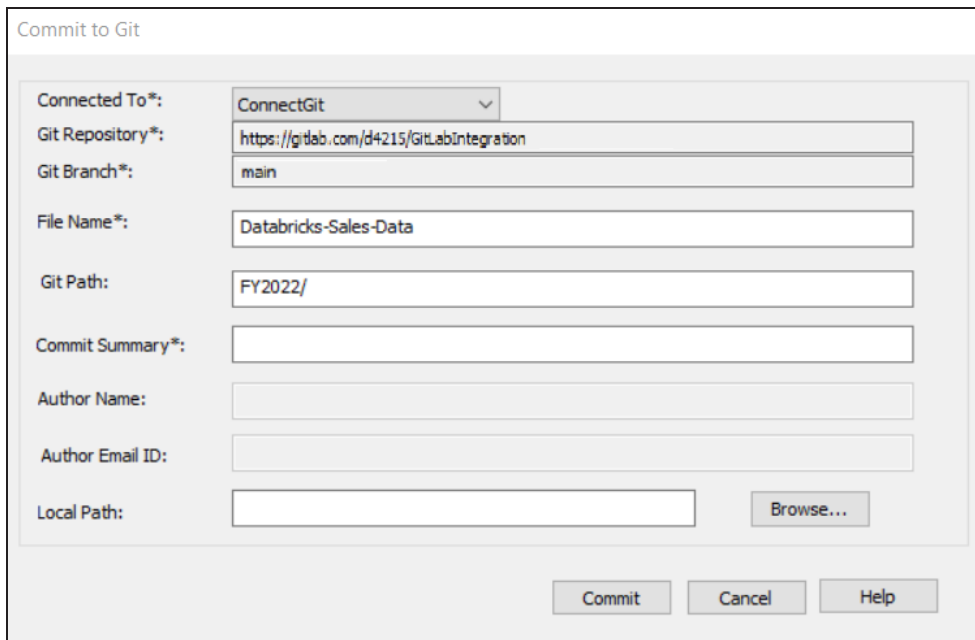 Commit to Git
Connected To*: ConnectGit
Git Repository*: https://gitlab.com/d4215/GitLabIntegration
Git Branch*: main
File Name*: Databricks-Sales-Data
Git Path: FY2022/
Commit Summary*:
Author Name:
Author Email ID:
Local Path: Browse...
Commit Cancel Help